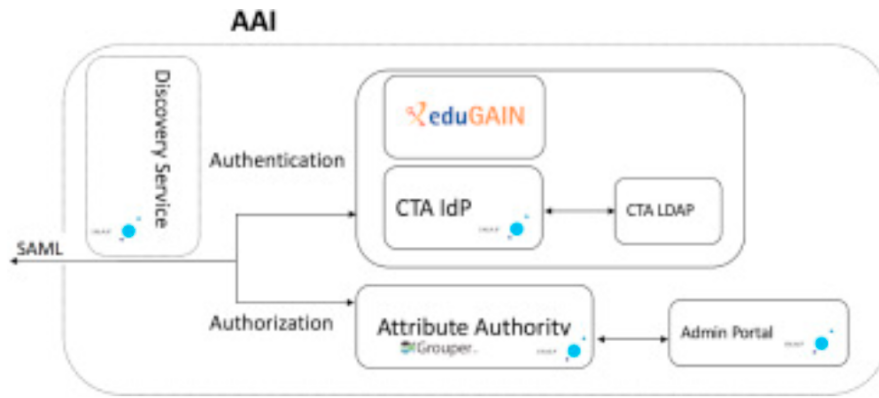 AAI
Discovery Service
eduGAIN
Authentication
CTA IdP
CTA LDAP
SAML
Authorization
Attribute Authority
Grouper
Admin Portal